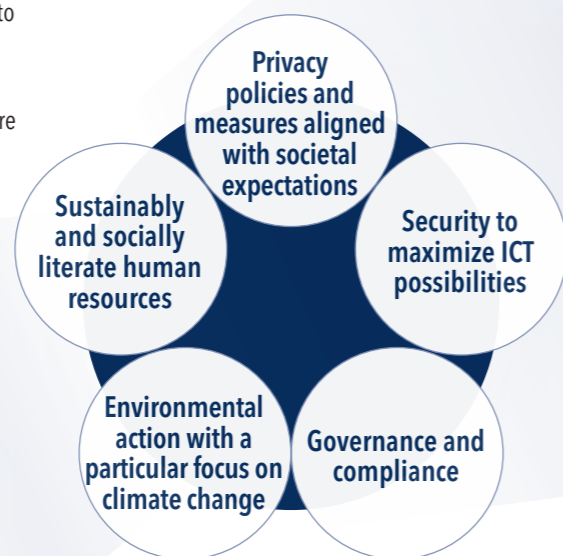 to
re
Privacy
policies and
measures aligned
with societal
expectations
Sustainably
and socially
literate human
resources
Security to
maximize ICT
possibilities
Environmental
action with a
particular focus on
climate change
Governance and
compliance